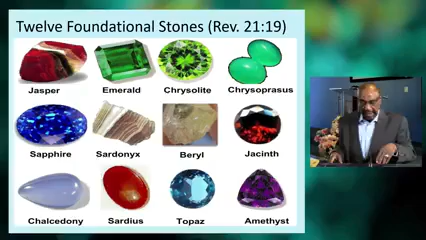 Twelve Foundational Stones (Rev. 21:19)
Jasper
Emerald
Chrysolite
Chrysoprasus
Sapphire
Sardonyx
Beryl
Jacinth
Chalcedony
Sardius
Topaz
Amethyst